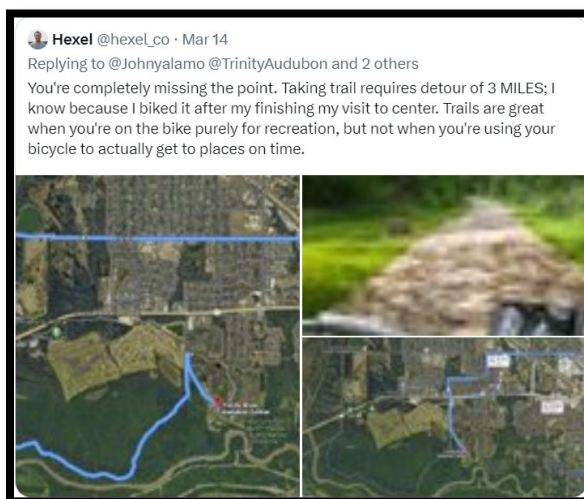 Hexel @hexel_co · Mar 14
Replying to @Johnyalamo @TrinityAudubon and 2 others
You're completely missing the point. Taking trail requires detour of 3 MILES; I
know because I biked it after my finishing my visit to center. Trails are great
when you're on the bike purely for recreation, but not when you're using your
bicycle to actually get to places on time.